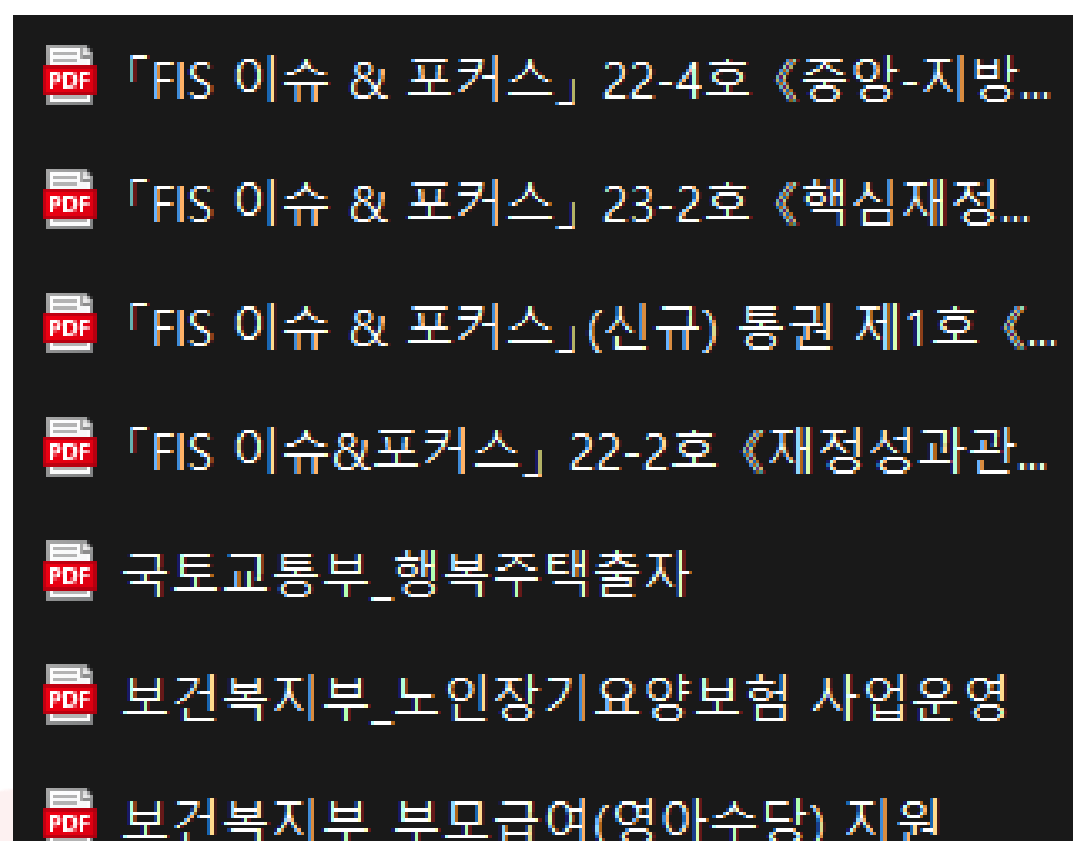 PDF 「FIS 이슈 & 포커스」 22-4호 《중앙-지방...
PDF 「FIS 이슈 & 포커스」 23-2호 《핵심재정...
PDF 「FIS 이슈 & 포커스」(신규) 통권 제1호 《...
PDF 「FIS 이슈&포커스」 22-2호 《재정성과관...
PDF 국토교통부_행복주택출자
PDF 보건복지부_노인장기요양보험 사업운영
PDF 보건복지부_부모급여(영아수당) 지원